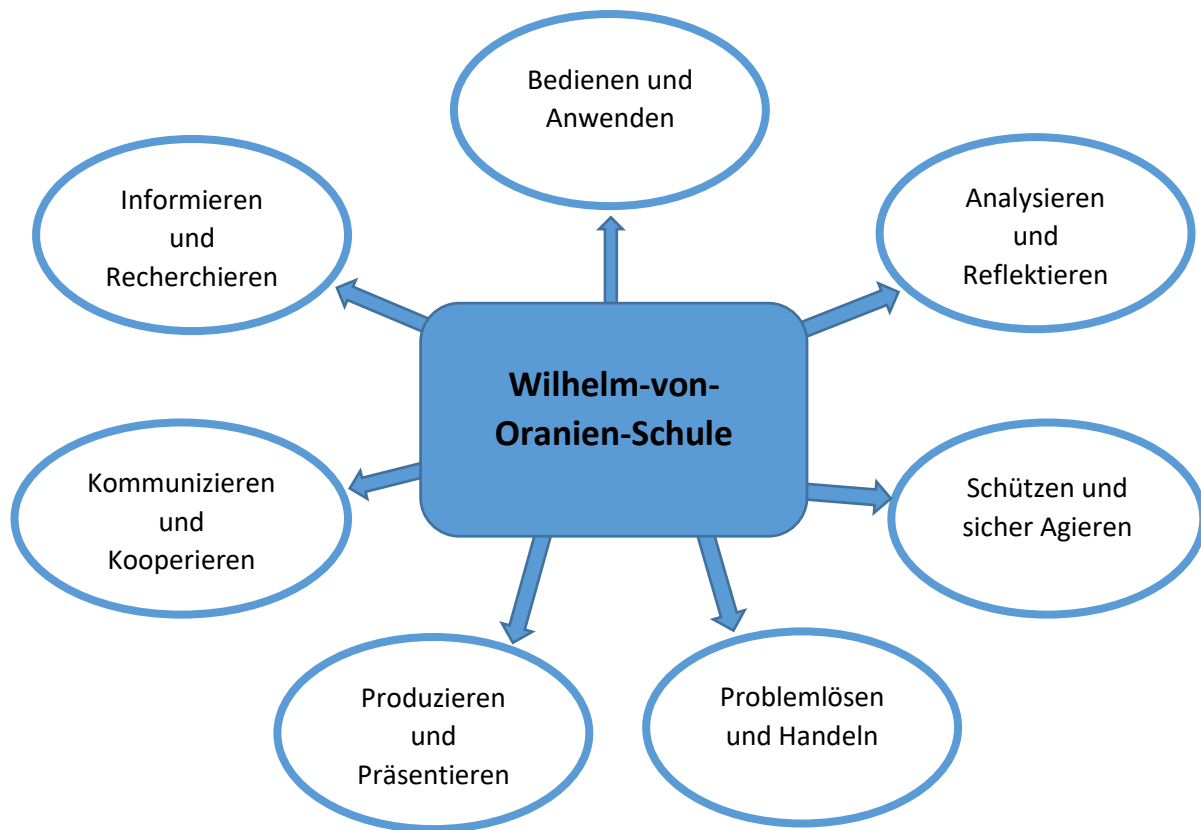 Bedienen und
Anwenden
Informieren
und
Recherchieren
Analysieren
und
Reflektieren
Wilhelm-von-
Oranien-Schule
Kommunizieren
und
Kooperieren
Schützen und
sicher Agieren
Produzieren
und
Präsentieren
Problemlösen
und Handeln